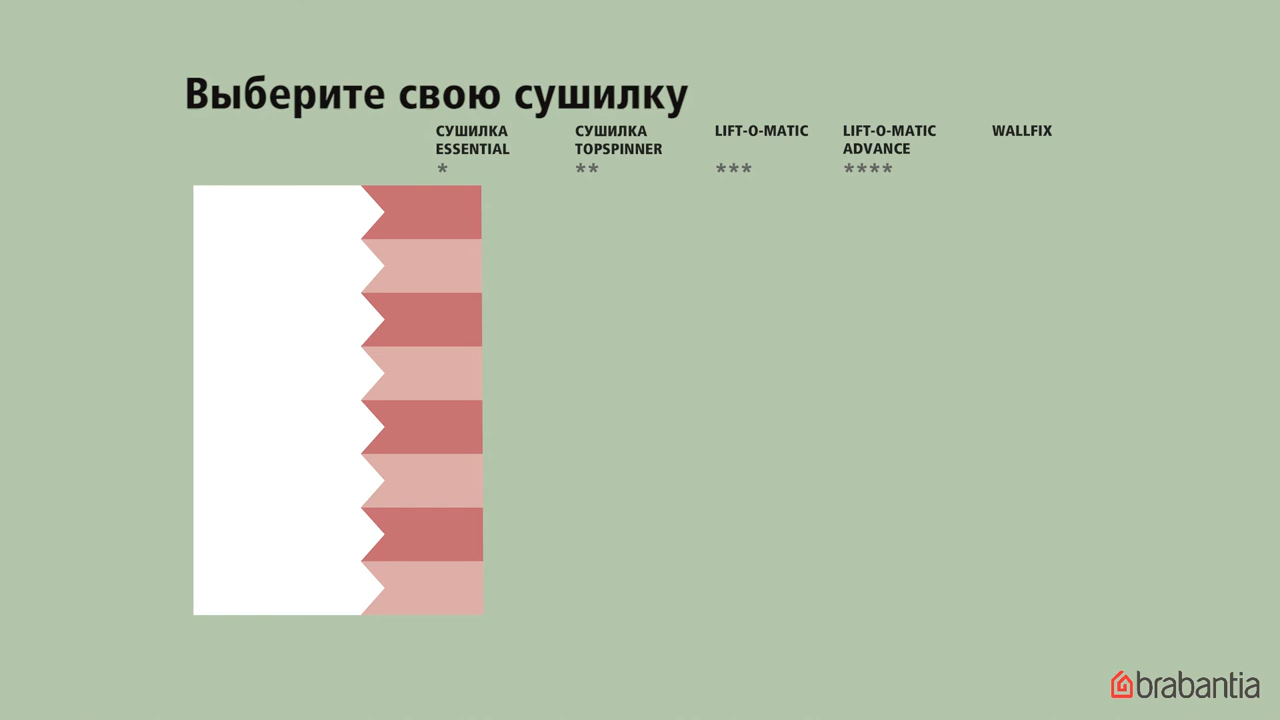 Выберите свою сушилку
СУШИЛКА ESSENTIAL *
СУШИЛКА TOPSPINNER **
LIFT-O-MATIC ***
LIFT-O-MATIC ADVANCE ****
WALLFIX
brabantia